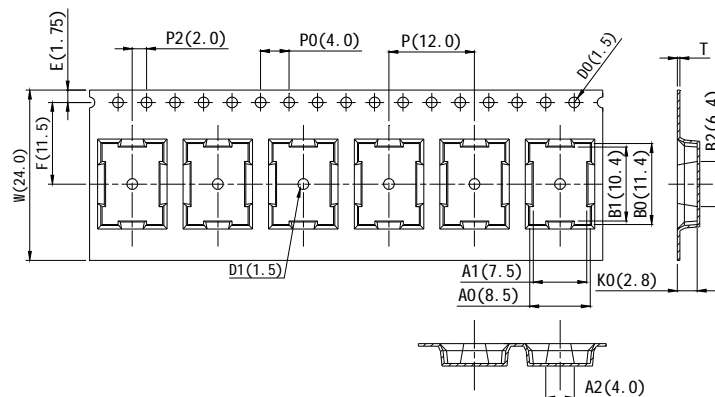 P2(2.0)
P0(4.0)
P(12.0)
D0(1.5)
T
E(1.75)
F(11.5)
W(24.0)
B1(10.4)
B0(11.4)
B2(6.4)
D1(1.5)
A1(7.5)
A0(8.5)
K0(2.8)
A2(4.0)